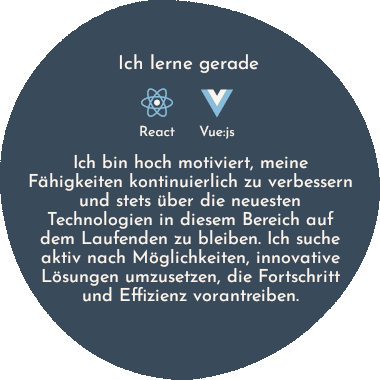 Ich lerne gerade
React Vue:js
Ich bin hoch motiviert, meine
Fähigkeiten kontinuierlich zu verbessern
und stets über die neuesten
Technologien in diesem Bereich auf
dem Laufenden zu bleiben. Ich suche
aktiv nach Möglichkeiten, innovative
Lösungen umzusetzen, die Fortschritt
und Effizienz vorantreiben.